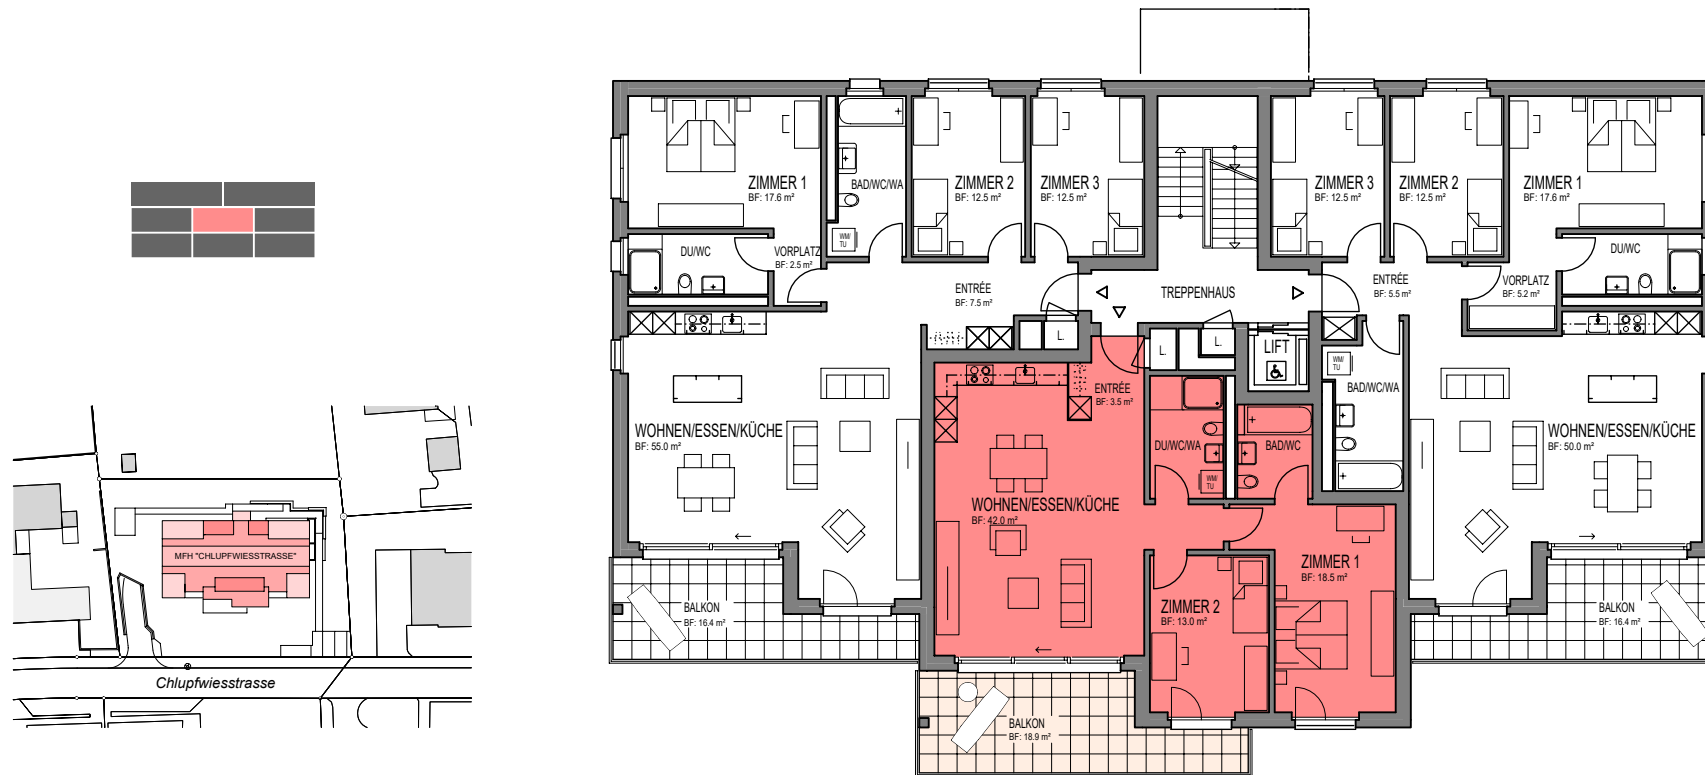 ZIMMER 1
BF: 17.6 m²
BAD/WC/WA
WM/
TU
ZIMMER 2
BF: 12.5 m²
ZIMMER 3
BF: 12.5 m²
ZIMMER 3
BF: 12.5 m²
ZIMMER 2
BF: 12.5 m²
ZIMMER 1
BF: 17.6 m²
DU/WC
VORPLATZ
BF: 2.5 m²
ENTRÉE
BF: 7.5 m²
TREPPENHAUS
ENTRÉE
BF: 5.5 m²
VORPLATZ
BF: 5.2 m²
DU/WC
L.
L.
L.
LIFT
WM/
TU
BAD/WC/WA
ENTRÉE
BF: 3.5 m²
WOHNEN/ESSEN/KÜCHE
BF: 55.0 m²
DU/WC/WA
WM/
TU
BAD/WC
WOHNEN/ESSEN/KÜCHE
BF: 50.0 m²
WOHNEN/ESSEN/KÜCHE
BF: 42.0 m²
ZIMMER 1
BF: 18.5 m²
ZIMMER 2
BF: 13.0 m²
BALKON
BF: 16.4 m²
BALKON
BF: 16.4 m²
BALKON
BF: 18.9 m²
MFH "CHLUPFWIESSTRASSE"
Chlupfwiesstrasse